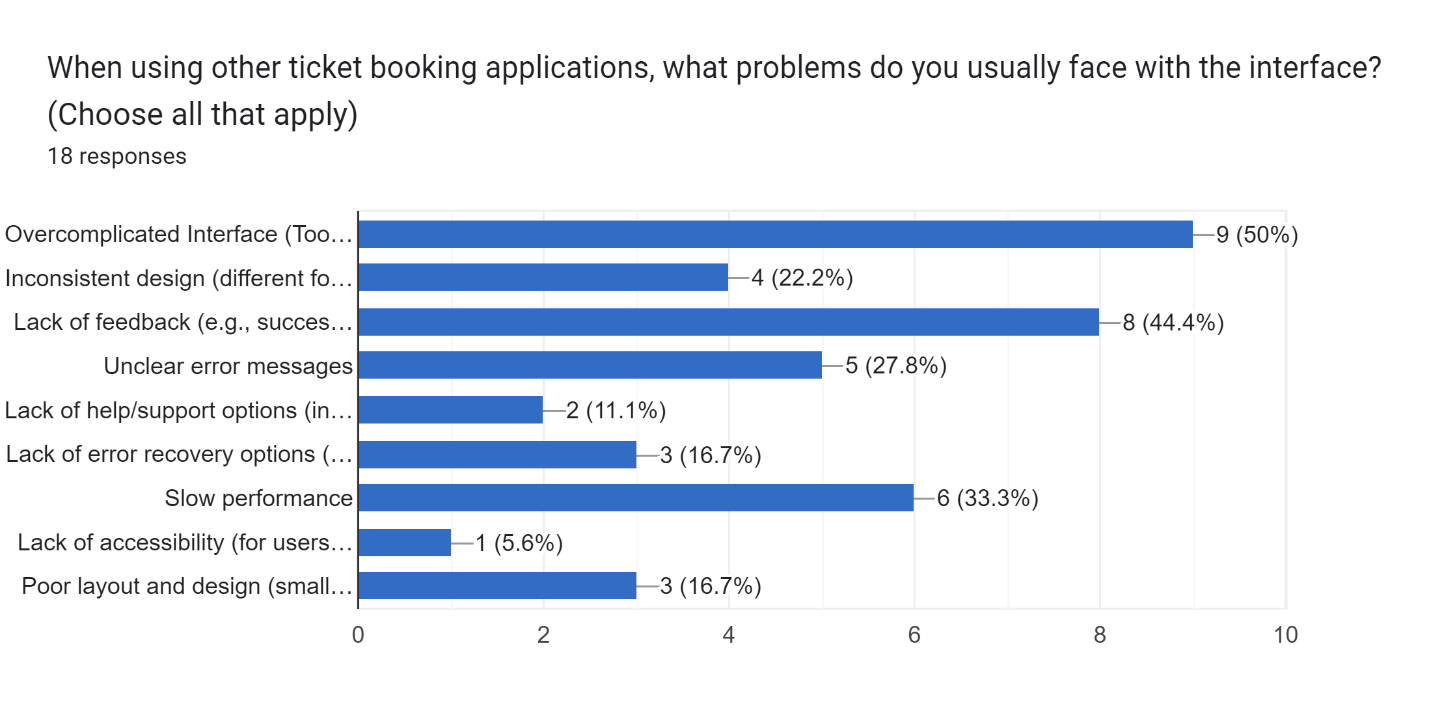 When using other ticket booking applications, what problems do you usually face with the interface?
(Choose all that apply)
18 responses
Overcomplicated Interface (Too… 9 (50%)
Inconsistent design (different fo… 4 (22.2%)
Lack of feedback (e.g., succes… 8 (44.4%)
Unclear error messages 5 (27.8%)
Lack of help/support options (in… 2 (11.1%)
Lack of error recovery options (… 3 (16.7%)
Slow performance 6 (33.3%)
Lack of accessibility (for users… 1 (5.6%)
Poor layout and design (small… 3 (16.7%)
0 2 4 6 8 10